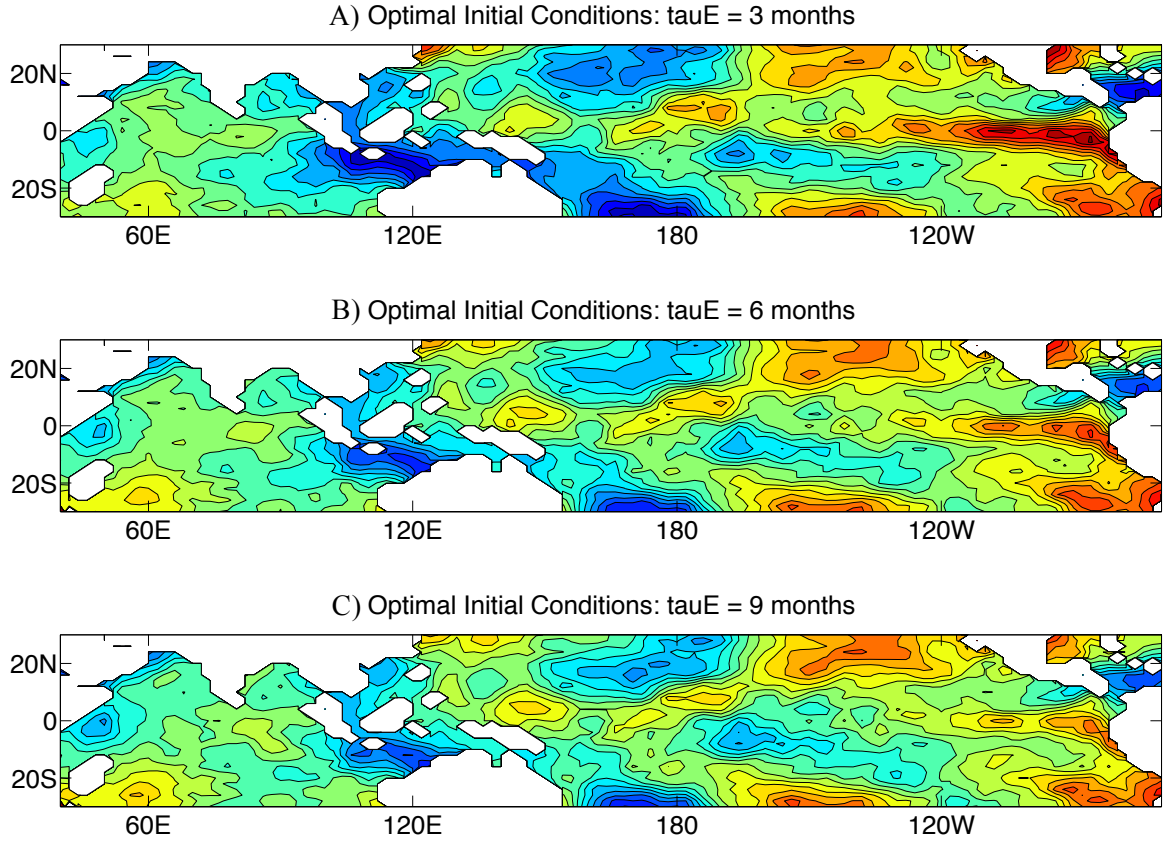 A) Optimal Initial Conditions: tauE = 3 months
20N
0
20S
60E 120E 180 120W
B) Optimal Initial Conditions: tauE = 6 months
20N
0
20S
60E 120E 180 120W
C) Optimal Initial Conditions: tauE = 9 months
20N
0
20S
60E 120E 180 120W